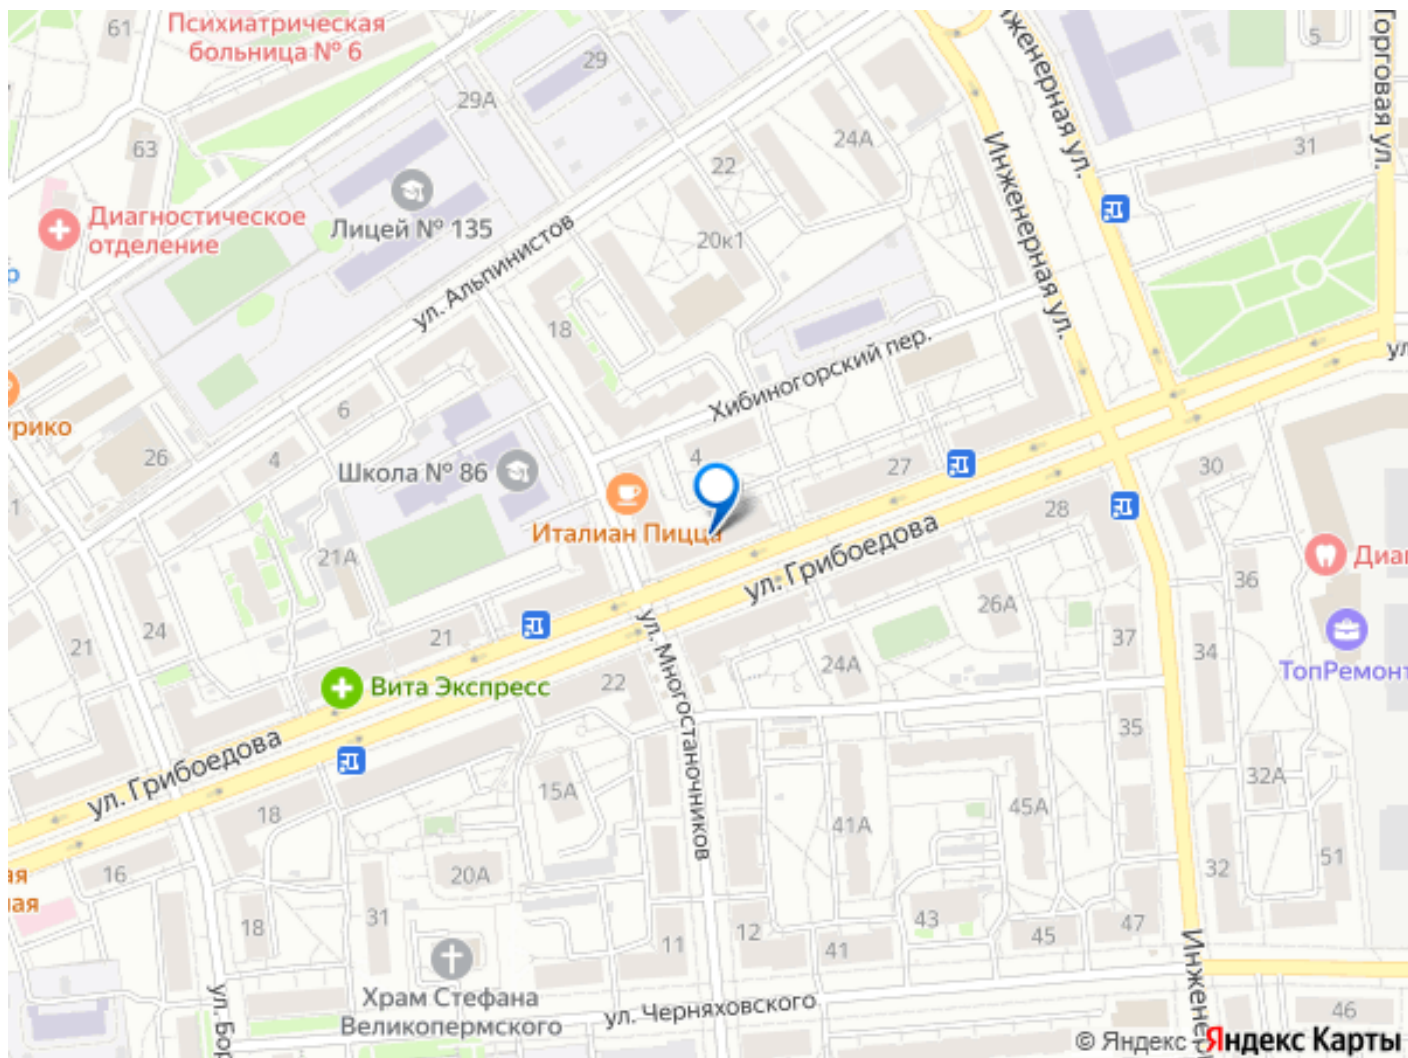 61
Психиатрическая
больница № 6
29
29А
63
Диагностическое
отделение
Лицей № 135
ул. Альпинистов
22
24А
20к1
18
Инженерная ул.
Инженерная ул.
5
Торговая ул.
31
Хибиногорский пер.
6
4
26
Школа № 86
21А
4
Италиан Пицца
27
28
30
ул. Грибоедова
36
26А
37
34
24А
ТопРемонт
21
24
21
Вита Экспресс
22
ул. Многостаночников
35
32А
ул. Грибоедова
18
15А
41А
45А
51
16
20А
32
18
31
11
12
41
43
45
47
Храм Стефана
Великопермского
ул. Черняховского
46
© Яндекс
Яндекс Карты